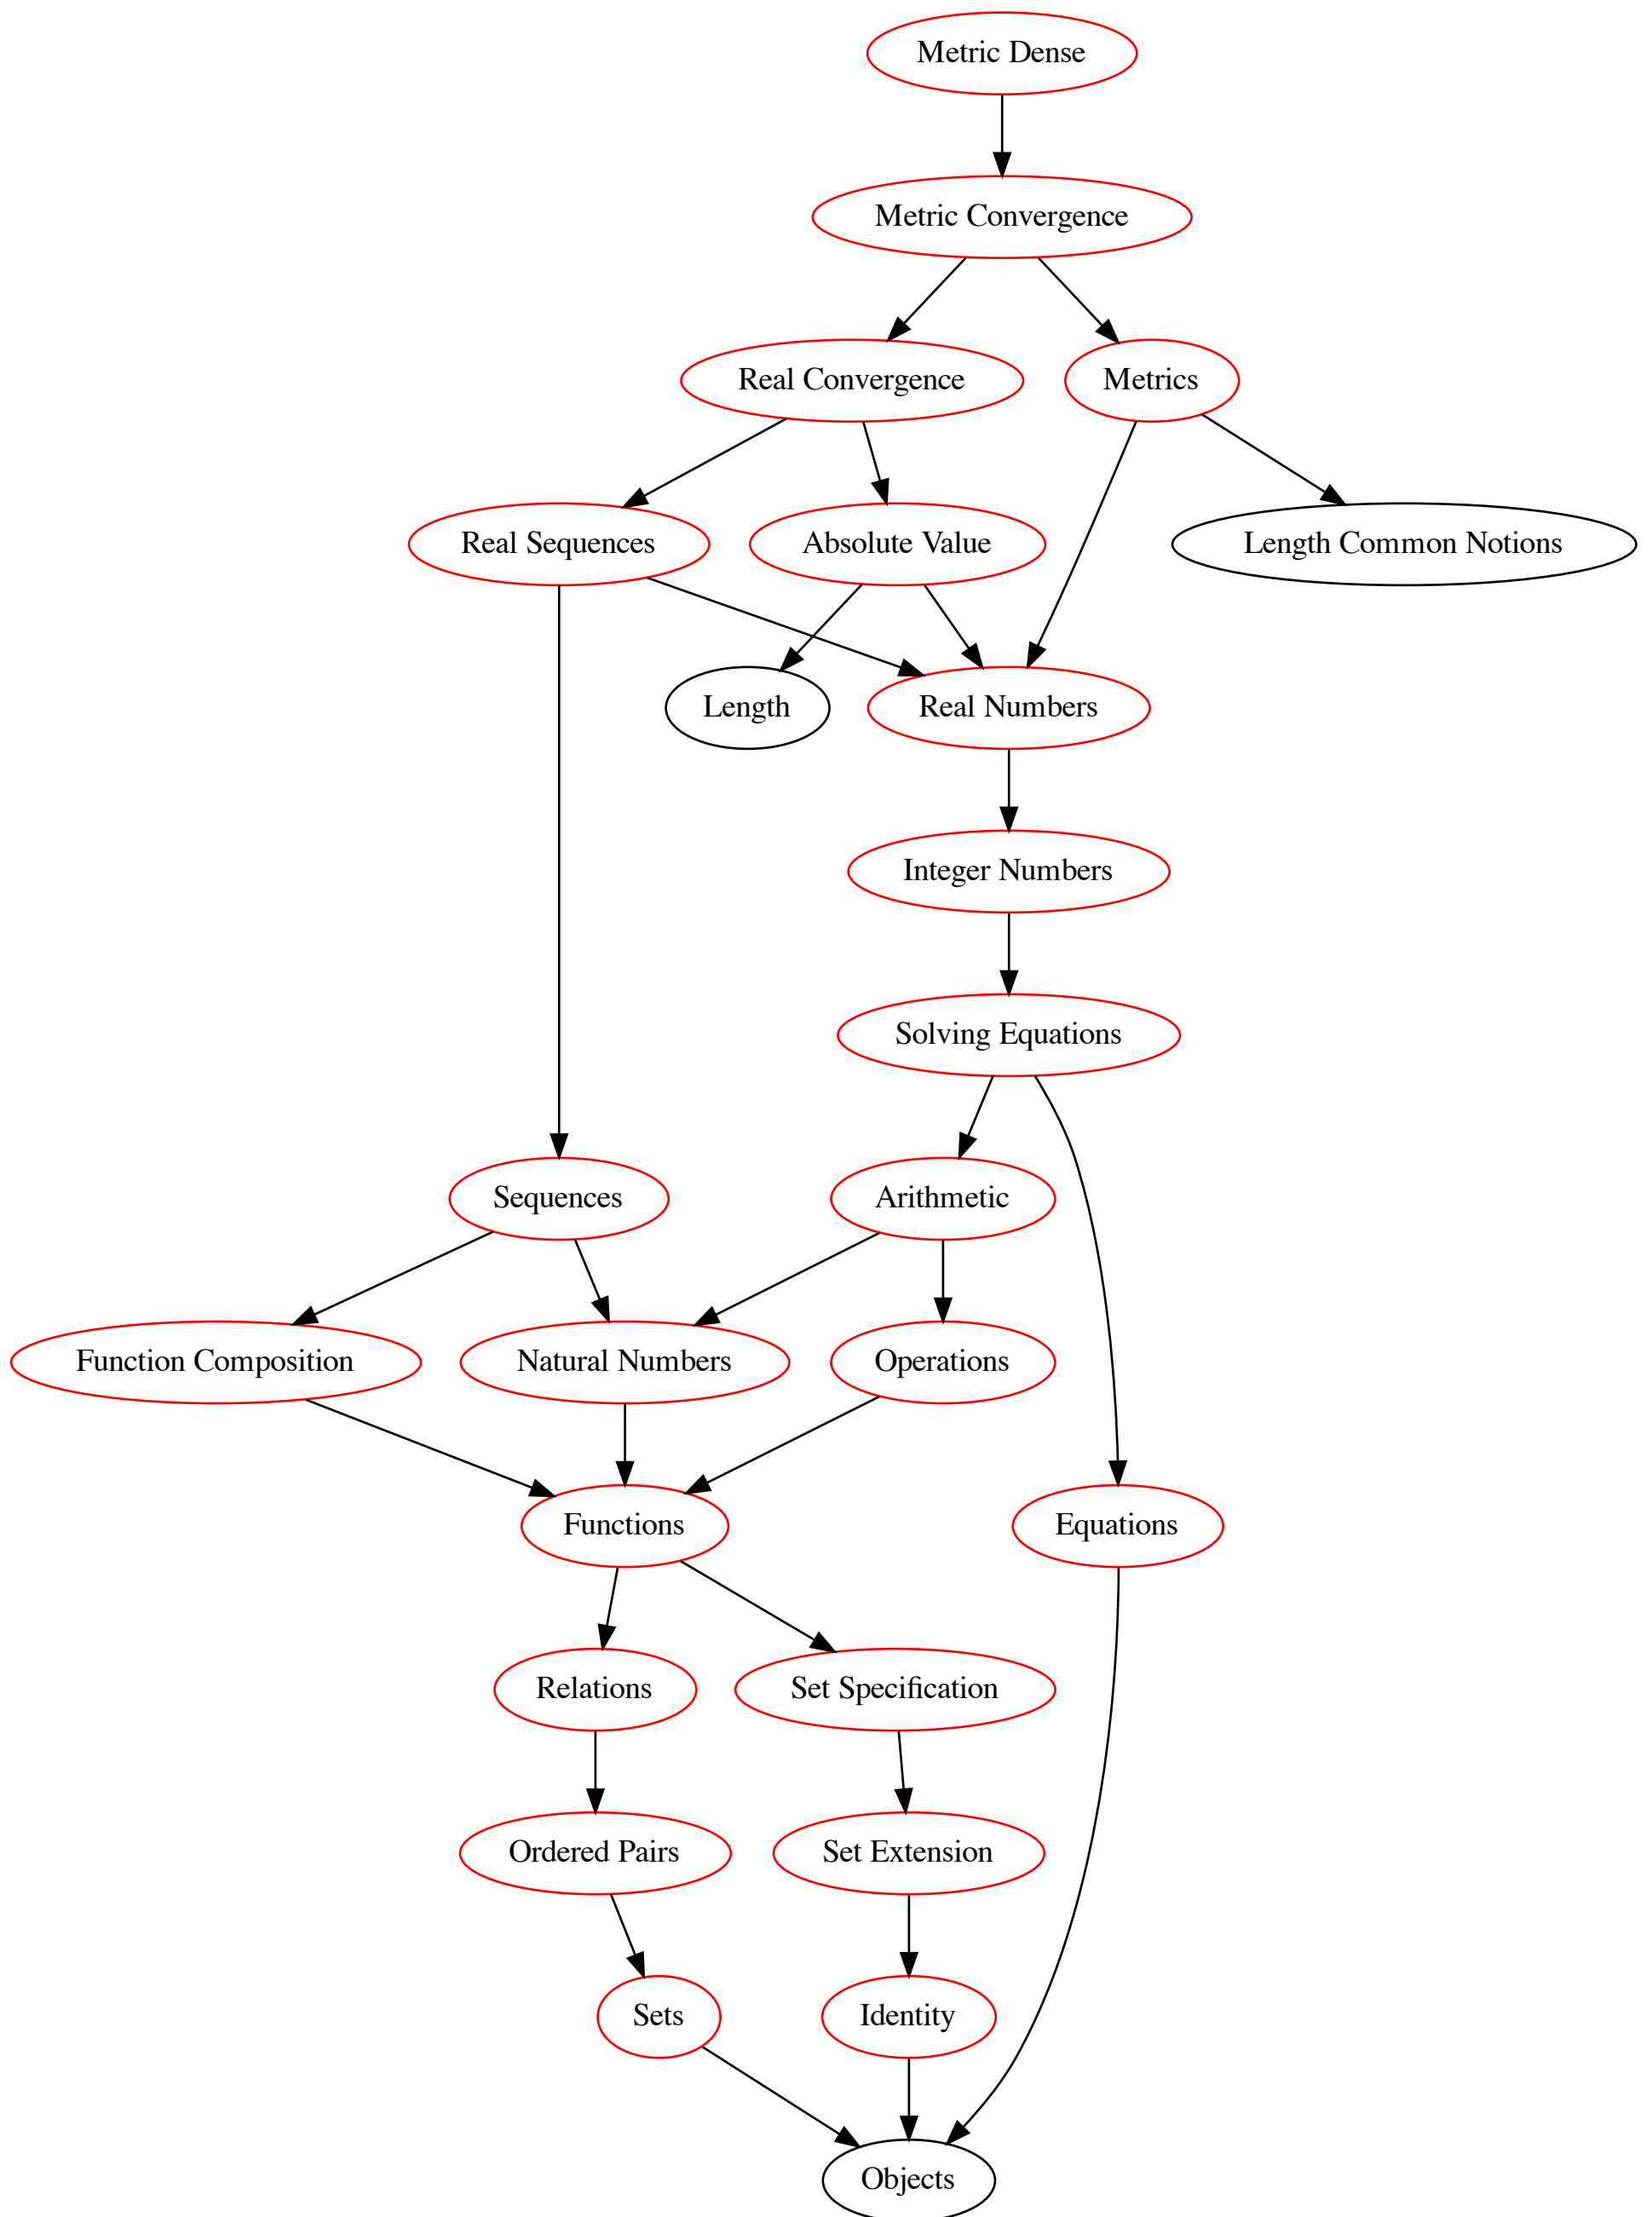 Metric Dense
Metric Convergence
Real Convergence
Metrics
Real Sequences
Absolute Value
Length Common Notions
Length
Real Numbers
Integer Numbers
Solving Equations
Sequences
Arithmetic
Function Composition
Natural Numbers
Operations
Functions
Equations
Relations
Set Specification
Ordered Pairs
Set Extension
Sets
Identity
Objects